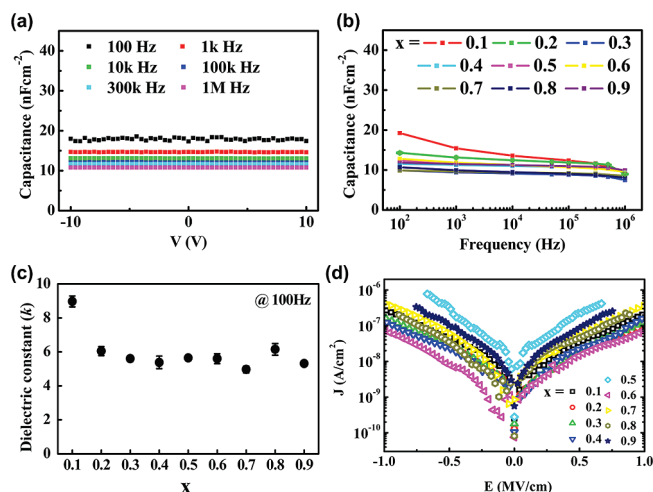 (a)
Capacitance (nFcm⁻²)
40
30
20
10
0
100 Hz 1k Hz
10k Hz 100k Hz
300k Hz 1M Hz
-10 0 10
V (V)
(b)
Capacitance (nFcm⁻²)
40
30
20
10
0
x = 0.1 0.2 0.3
0.4 0.5 0.6
0.7 0.8 0.9
10² 10³ 10⁴ 10⁵ 10⁶
Frequency (Hz)
(c)
Dielectric constant (k)
10
8
6
4
2
0
@ 100Hz
0.1 0.2 0.3 0.4 0.5 0.6 0.7 0.8 0.9
x
(d)
J (A/cm²)
10⁻⁶
10⁻⁷
10⁻⁸
10⁻⁹
10⁻¹⁰
x = 0.1 0.5
0.2 0.6
0.3 0.7
0.4 0.8
0.9
-1.0 -0.5 0.0 0.5 1.0
E (MV/cm)